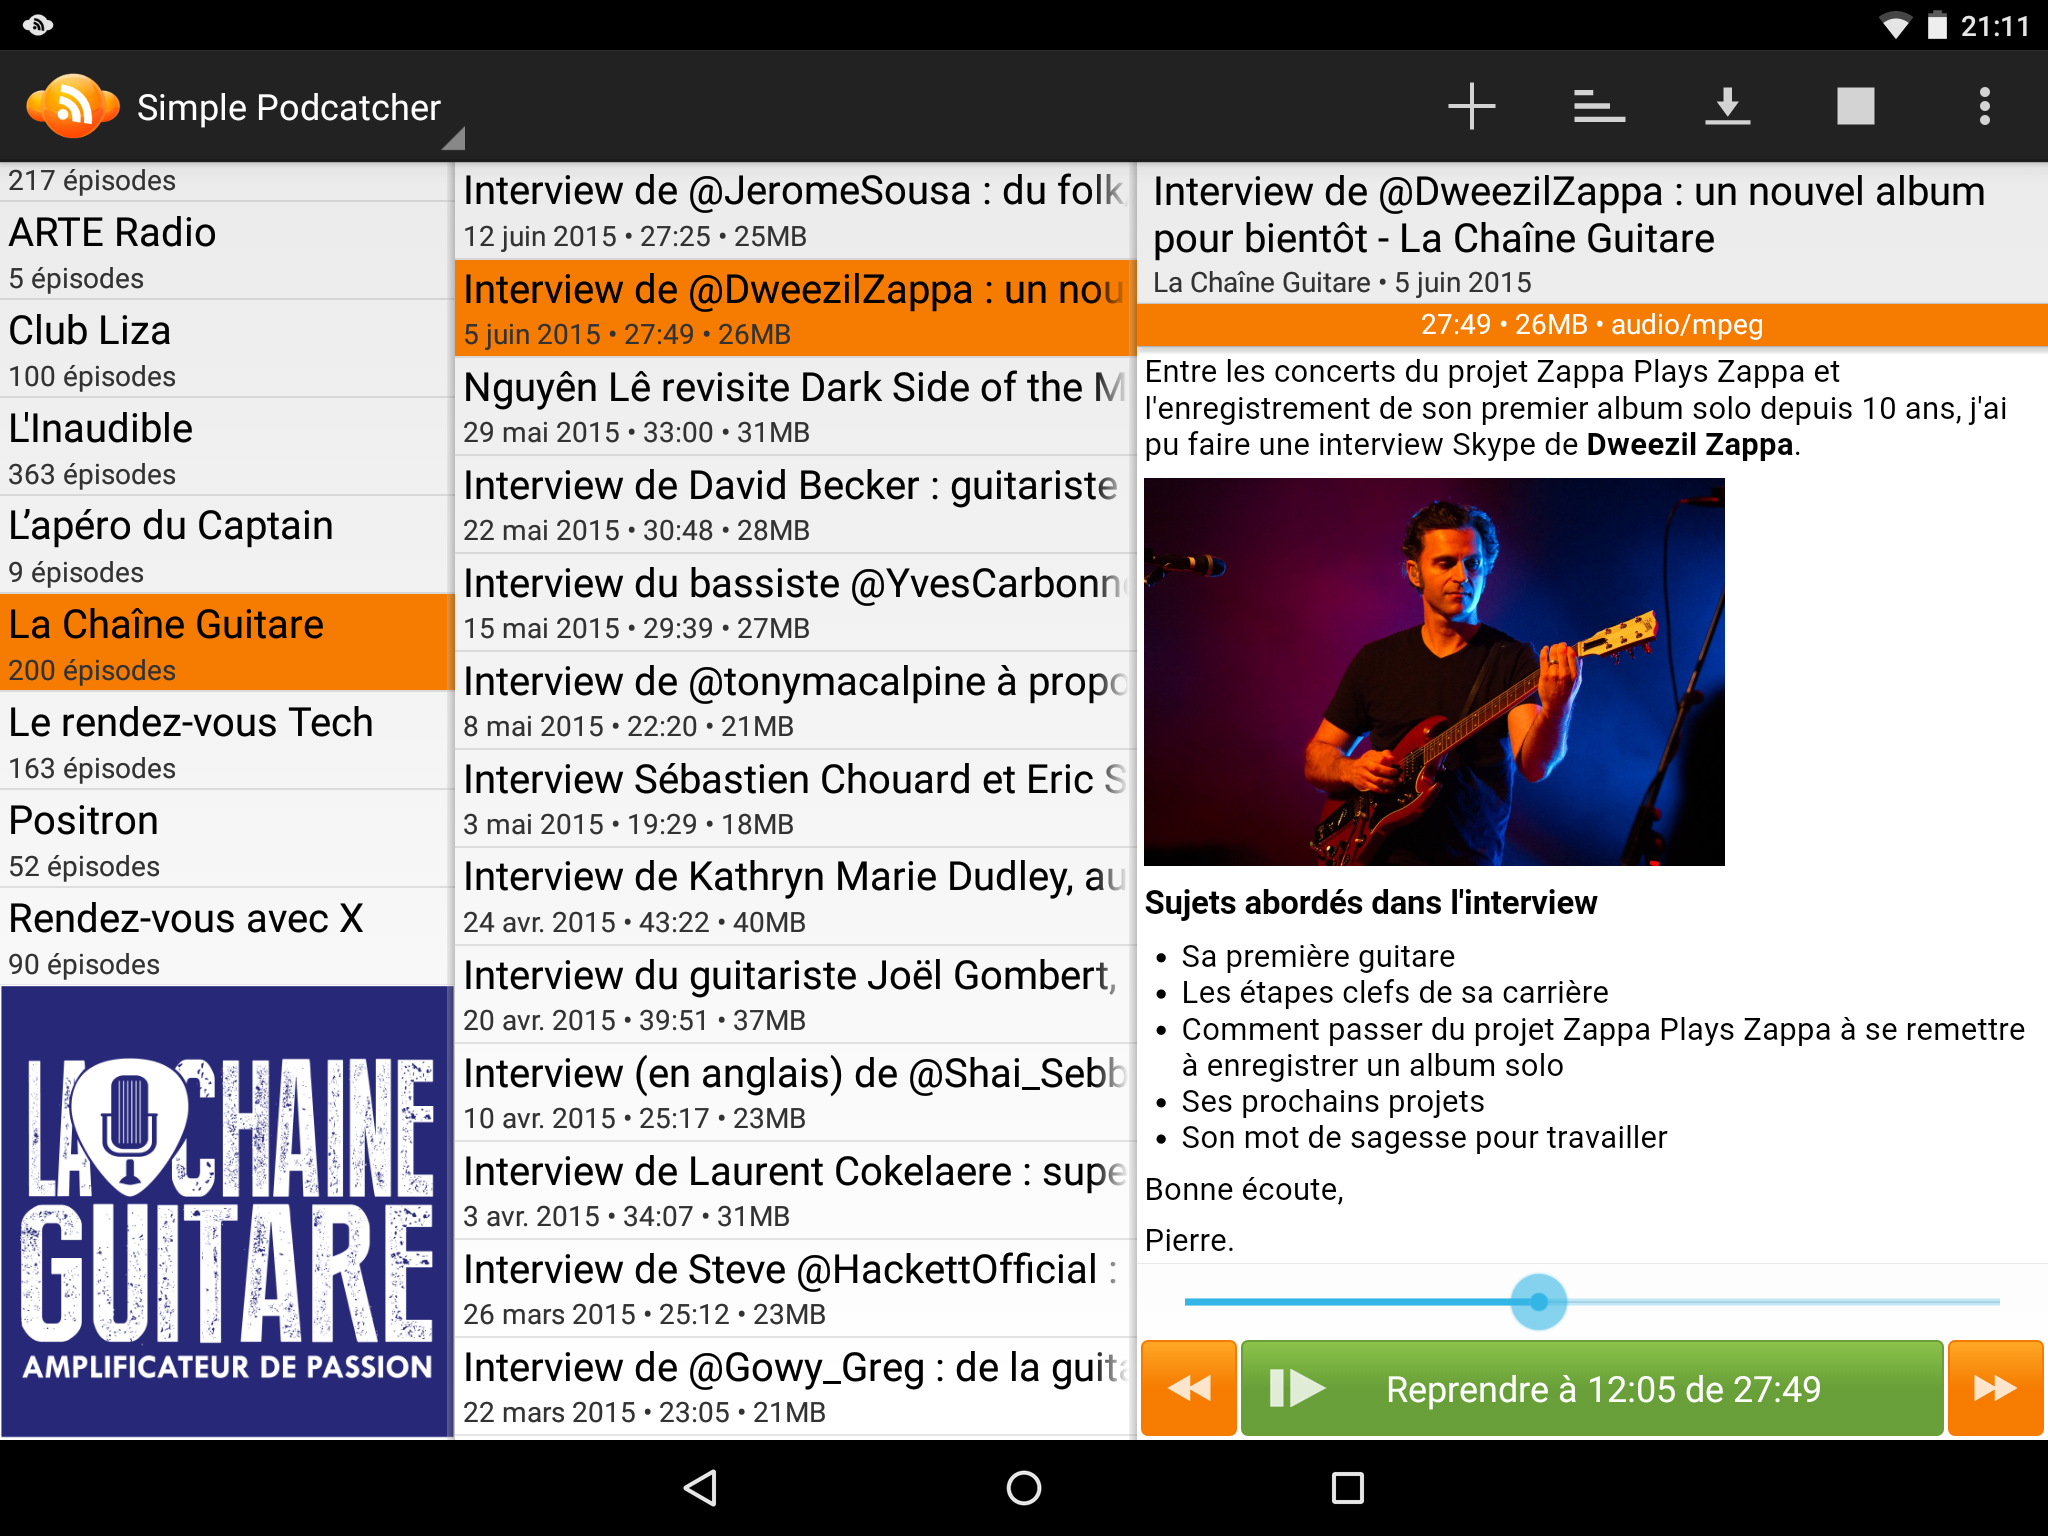 21:11
Simple Podcatcher
217 épisodes
ARTE Radio
5 épisodes
Club Liza
100 épisodes
L'Inaudible
363 épisodes
L’apéro du Captain
9 épisodes
La Chaîne Guitare
200 épisodes
Le rendez-vous Tech
163 épisodes
Positron
52 épisodes
Rendez-vous avec X
90 épisodes
LA CHAINE
GUITARE
AMPLIFICATEUR DE PASSION
Interview de @JeromeSousa : du folk,
12 juin 2015 • 27:25 • 25MB
Interview de @DweezilZappa : un nou
5 juin 2015 • 27:49 • 26MB
Nguyên Lê revisite Dark Side of the M
29 mai 2015 • 33:00 • 31MB
Interview de David Becker : guitariste
22 mai 2015 • 30:48 • 28MB
Interview du bassiste @YvesCarbonne
15 mai 2015 • 29:39 • 27MB
Interview de @tonymacalpine à propo
8 mai 2015 • 22:20 • 21MB
Interview Sébastien Chouard et Eric S
3 mai 2015 • 19:29 • 18MB
Interview de Kathryn Marie Dudley, au
24 avr. 2015 • 43:22 • 40MB
Interview du guitariste Joël Gombert,
20 avr. 2015 • 39:51 • 37MB
Interview (en anglais) de @Shai_Sebb
10 avr. 2015 • 25:17 • 23MB
Interview de Laurent Cokelaere : supe
3 avr. 2015 • 34:07 • 31MB
Interview de Steve @HackettOfficial :
26 mars 2015 • 25:12 • 23MB
Interview de @Gowy_Greg : de la guita
22 mars 2015 • 23:05 • 21MB
Interview de @DweezilZappa : un nouvel album
pour bientôt - La Chaîne Guitare
La Chaîne Guitare • 5 juin 2015
27:49 • 26MB • audio/mpeg
Entre les concerts du projet Zappa Plays Zappa et
l'enregistrement de son premier album solo depuis 10 ans, j'ai
pu faire une interview Skype de Dweezil Zappa.
Sujets abordés dans l'interview
• Sa première guitare
• Les étapes clefs de sa carrière
• Comment passer du projet Zappa Plays Zappa à se remettre
à enregistrer un album solo
• Ses prochains projets
• Son mot de sagesse pour travailler
Bonne écoute,
Pierre.
Reprendre à 12:05 de 27:49